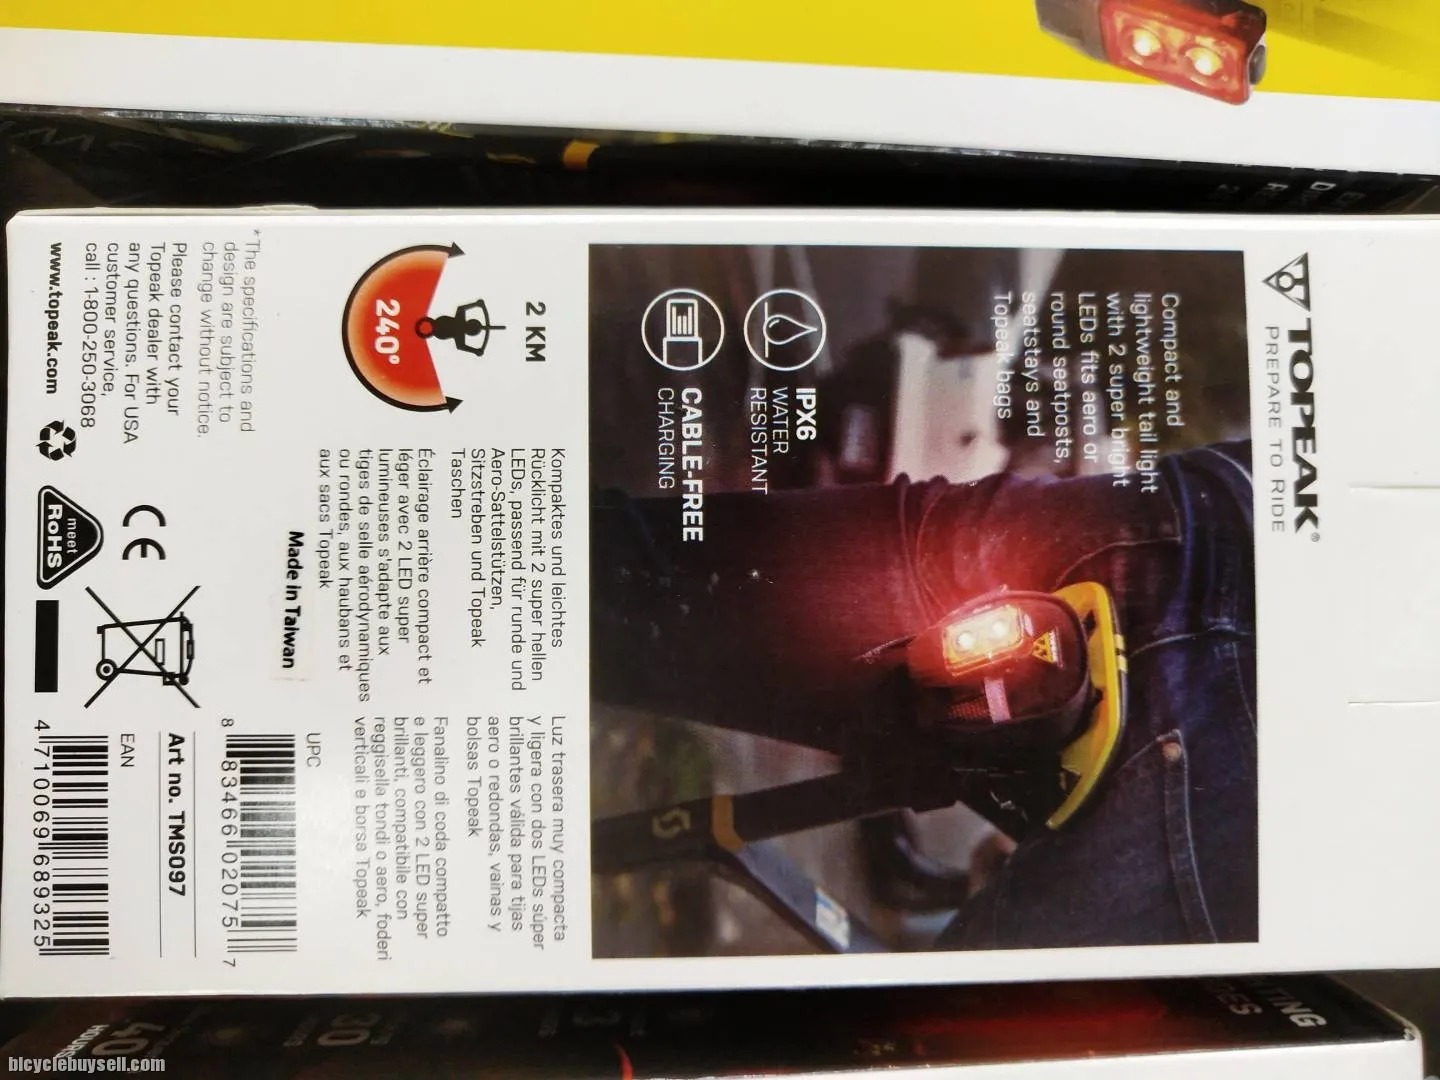 TOPEAK®
PREPARE TO RIDE
Compact and
lightweight tail light
with 2 super bright
LEDs fits aero or
round seatposts,
seatstays and
Topeak bags
IPX6
WATER
RESISTANT
CABLE-FREE
CHARGING
2 KM
240°
Kompaktes und leichtes
Rücklicht mit 2 super hellen
LEDs, passend für runde und
Aero-Sattelstützen,
Sitzstreben und Topeak
Taschen
Éclairage arrière compact et
léger avec 2 LED super
lumineuses s'adapte aux
tiges de selle aérodynamiques
ou rondes, aux haubans et
aux sacs Topeak
Luz trasera muy compacta
y ligera con dos LEDs súper
brillantes válida para tijas
aero o redondas, vainas y
bolsas Topeak
Fanalino di coda compatto
e leggero con 2 LED super
brillanti, compatibile con
reggisella tondi o aero, foderi
verticali e borsa Topeak
*The specifications and
design are subject to
change without notice.
Please contact your
Topeak dealer with
any questions. For USA
customer service,
call : 1-800-250-3068
www.topeak.com
Made in Taiwan
CE
meet
RoHS
UPC
8 83466 02075 7
Art no. TMS097
EAN
4 710069 689325
HOURS
bicyclebuysell.com